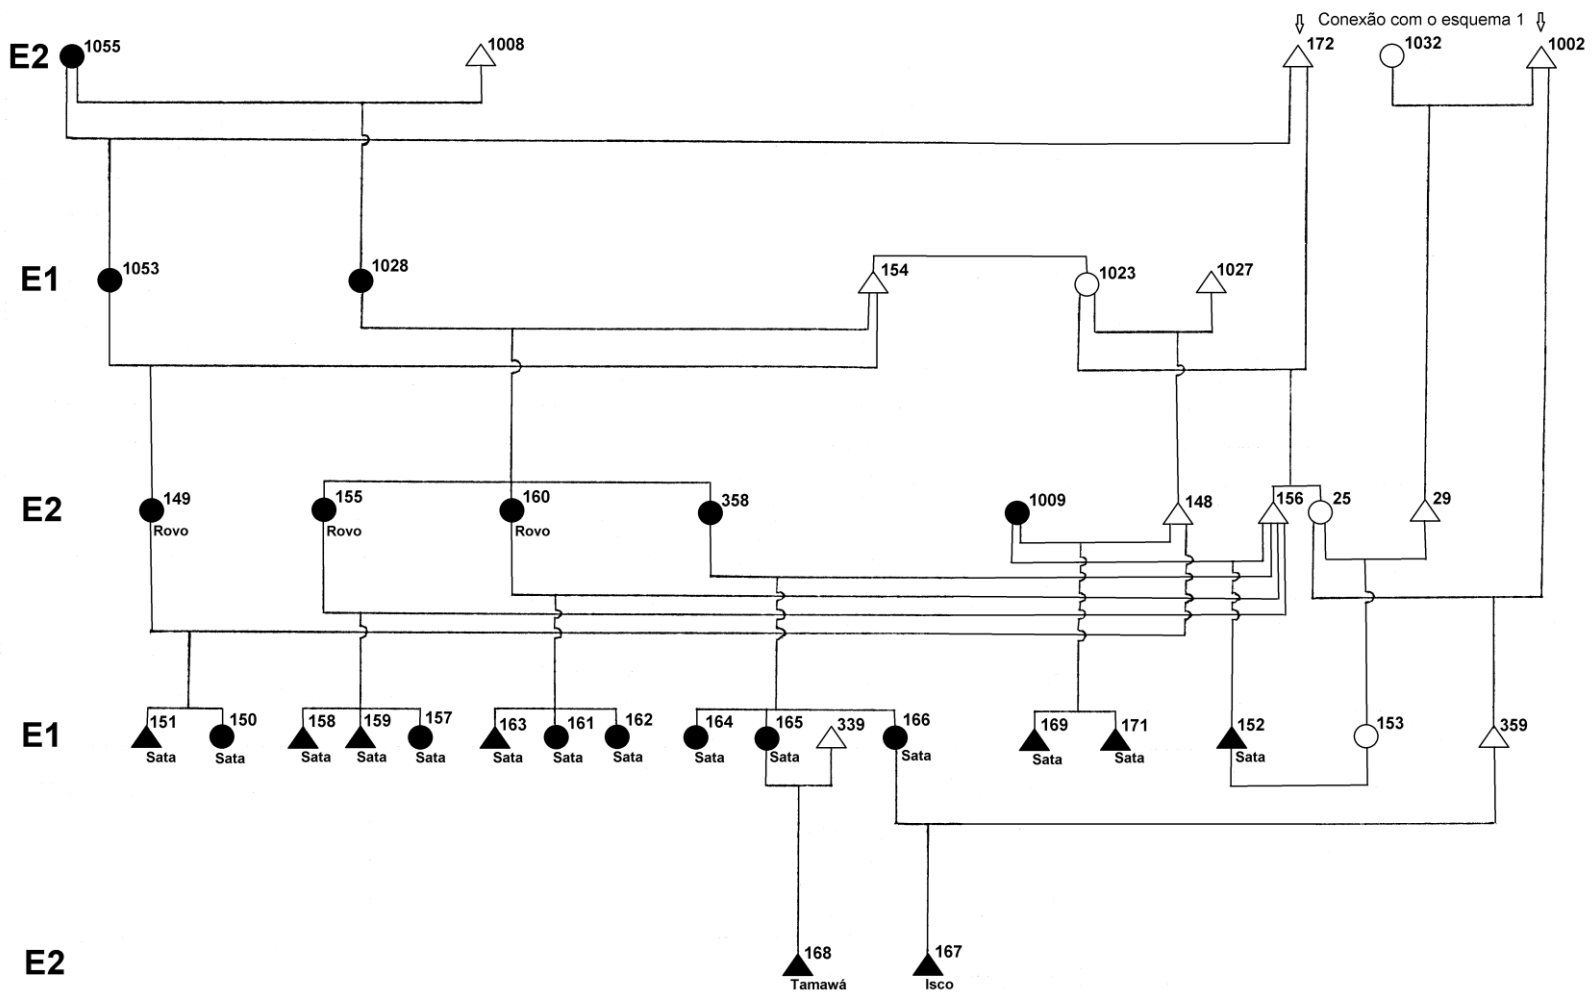 Conexão com o esquema 1
E2 1055 1008 172 1032 1002
E1 1053 1028 154 1023 1027
E2 149 155 160 358 1009 148 156 25 29
Rovo Rovo Rovo
E1 151 150 158 159 157 163 161 162 164 165 339 166 169 171 152 153 359
Sata Sata Sata Sata Sata Sata Sata Sata Sata Sata Sata Sata Sata Sata
E2 168 167
Tamawá Isco